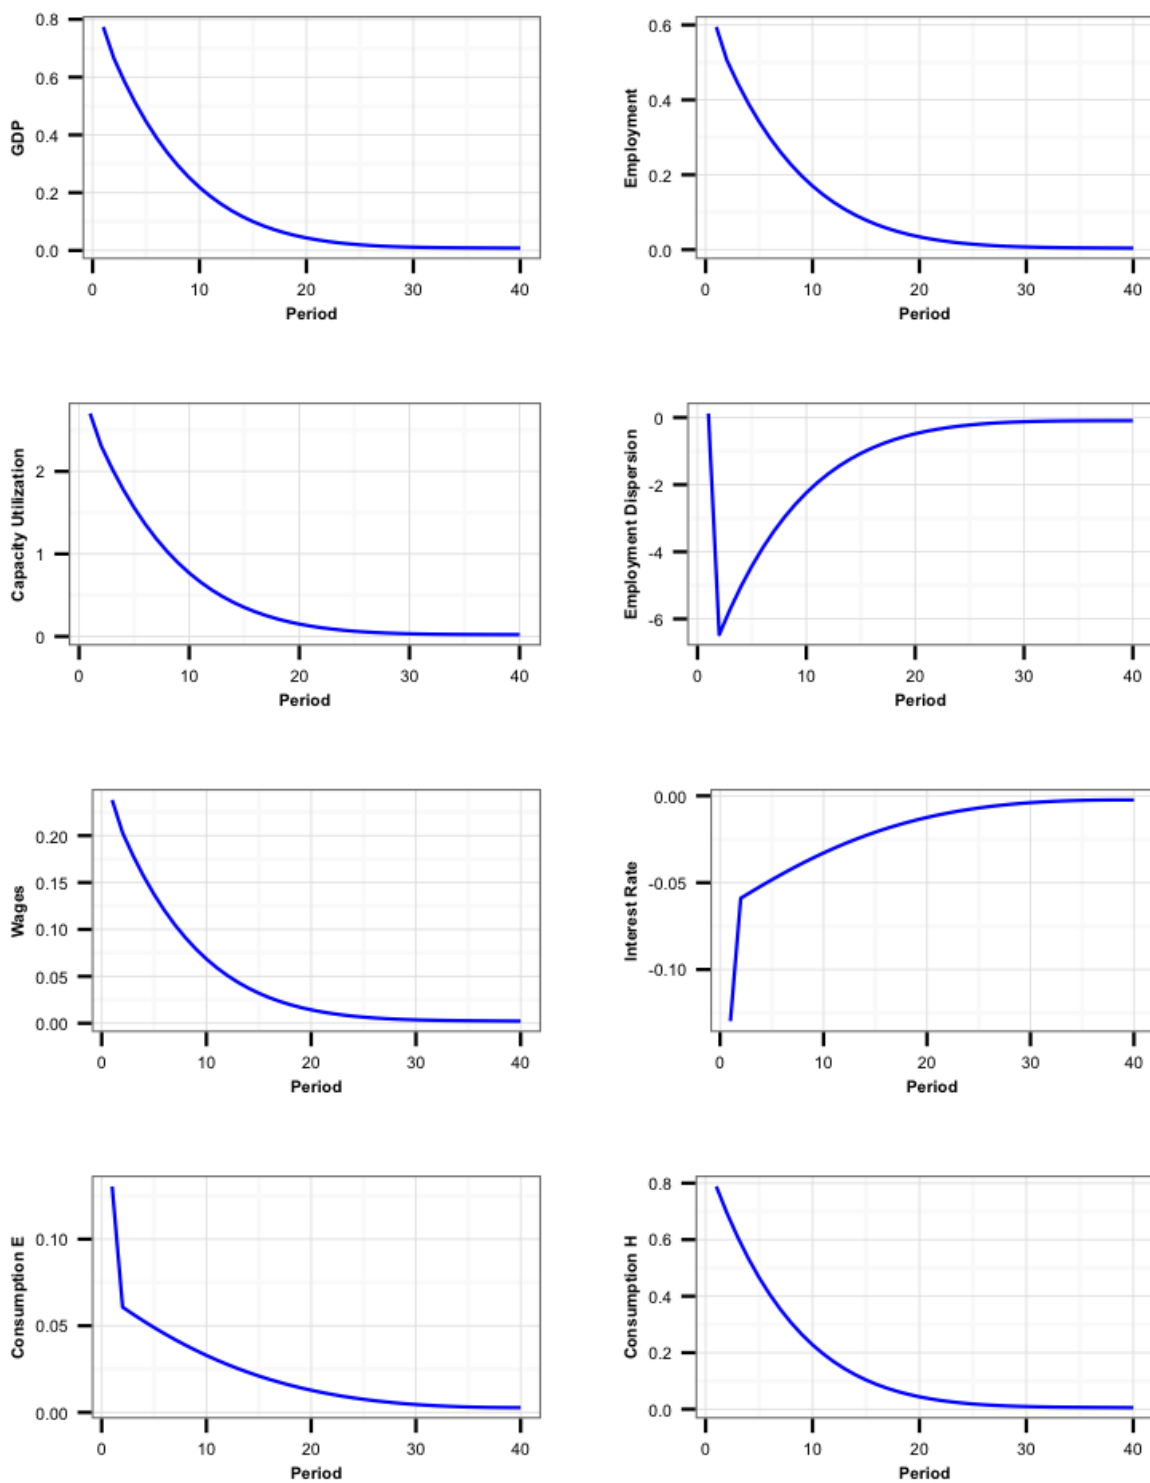 GDP
0.8
0.6
0.4
0.2
0.0
0 10 20 30 40
Period
Employment
0.6
0.4
0.2
0.0
0 10 20 30 40
Period
Capacity Utilization
2
1
0
0 10 20 30 40
Period
Employment Dispersion
0
-2
-4
-6
0 10 20 30 40
Period
Wages
0.20
0.15
0.10
0.05
0.00
0 10 20 30 40
Period
Interest Rate
0.00
-0.05
-0.10
0 10 20 30 40
Period
Consumption E
0.10
0.05
0.00
0 10 20 30 40
Period
Consumption H
0.8
0.6
0.4
0.2
0.0
0 10 20 30 40
Period